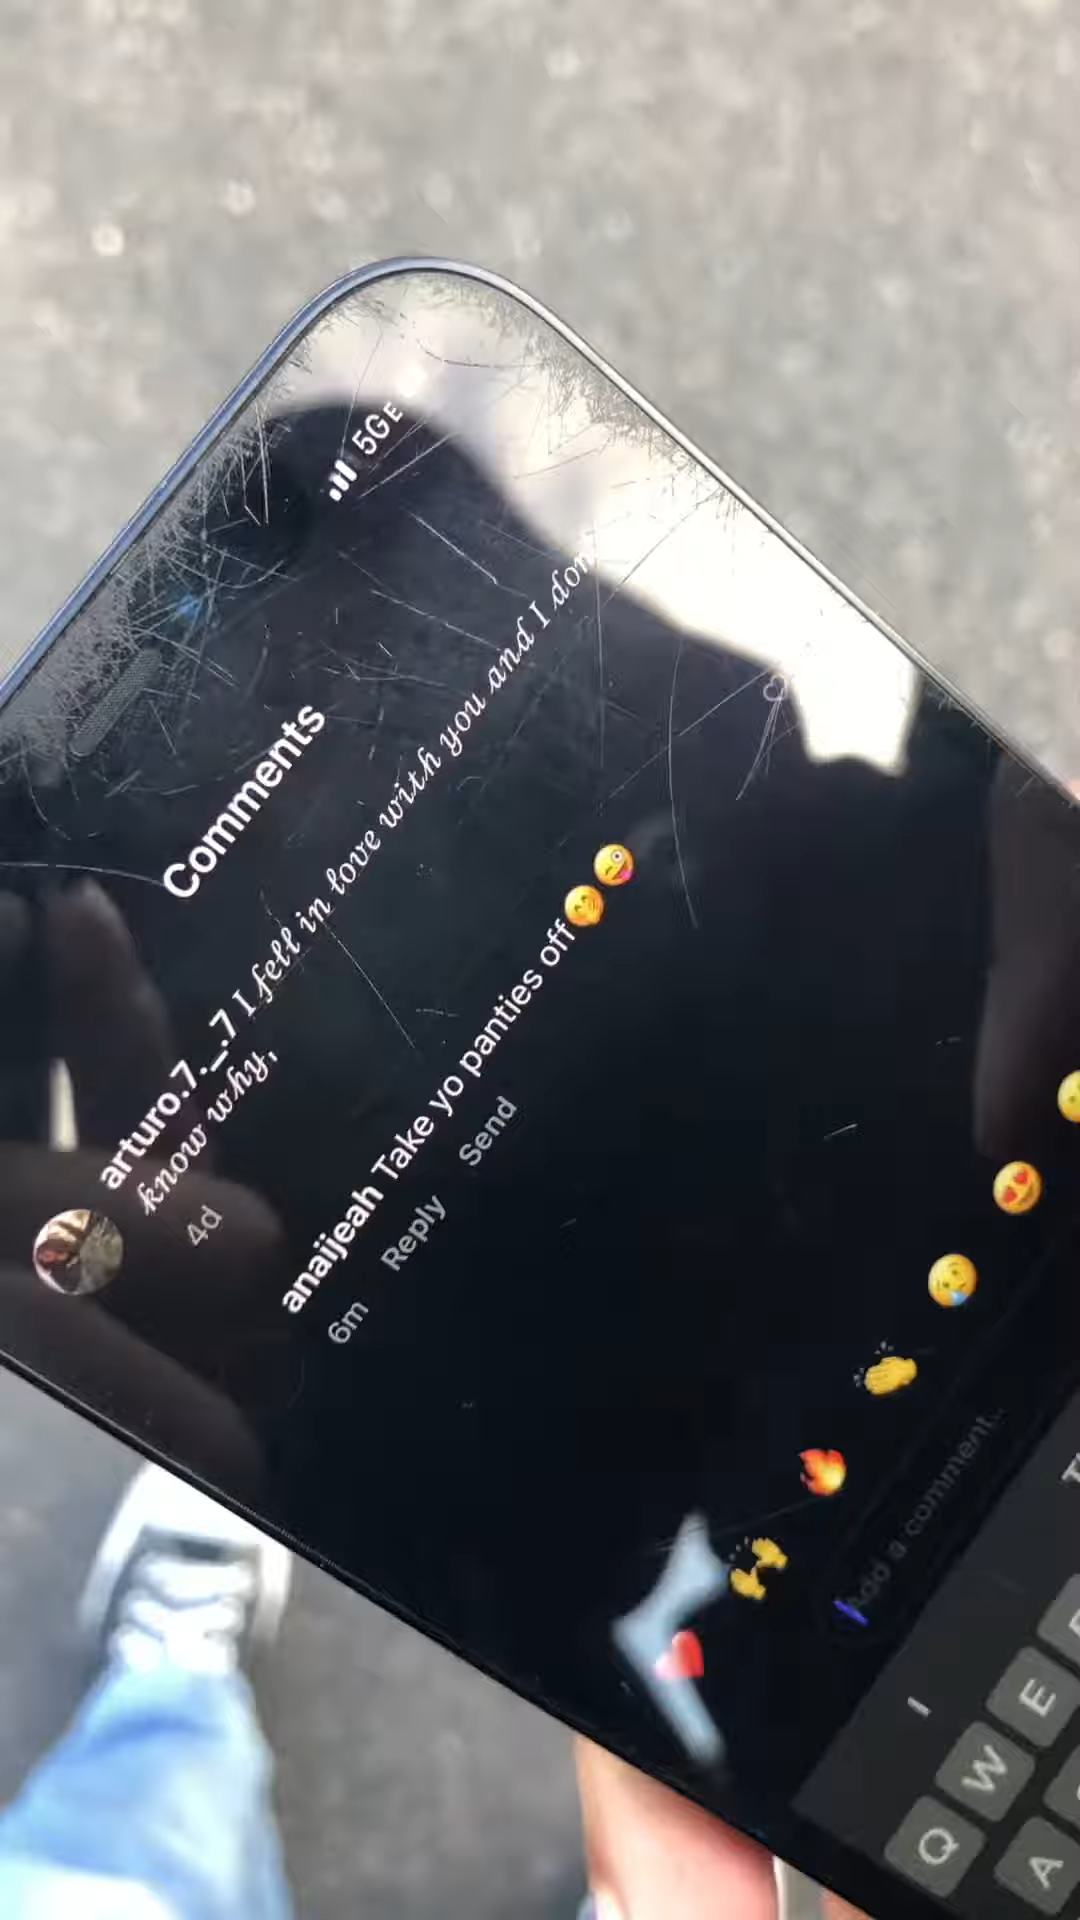 5GE
Comments
arturo.7._.7 I fell in love with you and I don
know why,
4d
anaijeah Take yo panties off🤭😜
6m Reply Send
❤️🙌🔥👏😢😍
Add a comment...
I
Q W E
A